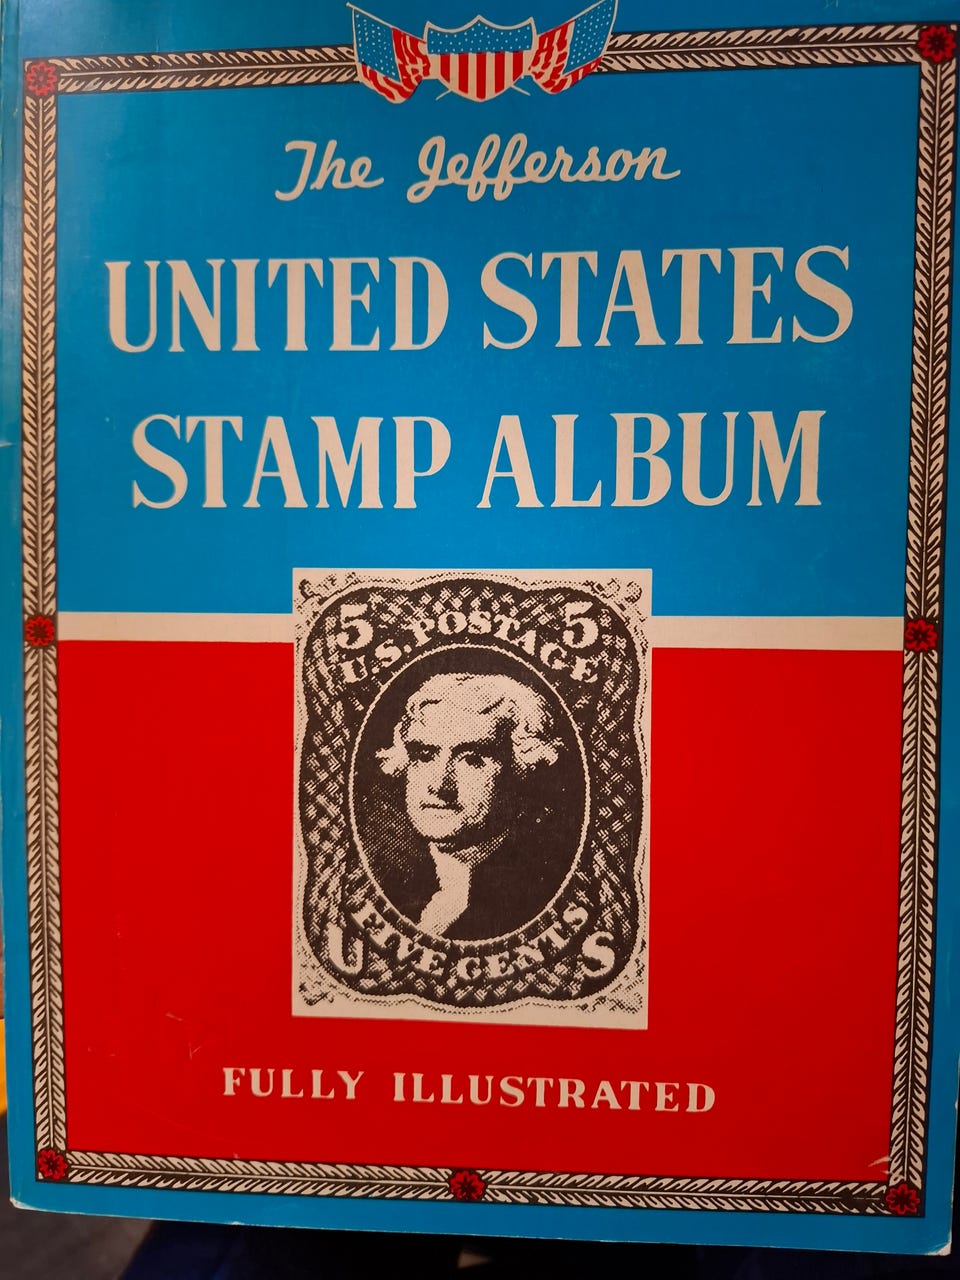 The Jefferson
UNITED STATES
STAMP ALBUM
5 5
U.S. POSTAGE
FIVE CENTS
U S
FULLY ILLUSTRATED